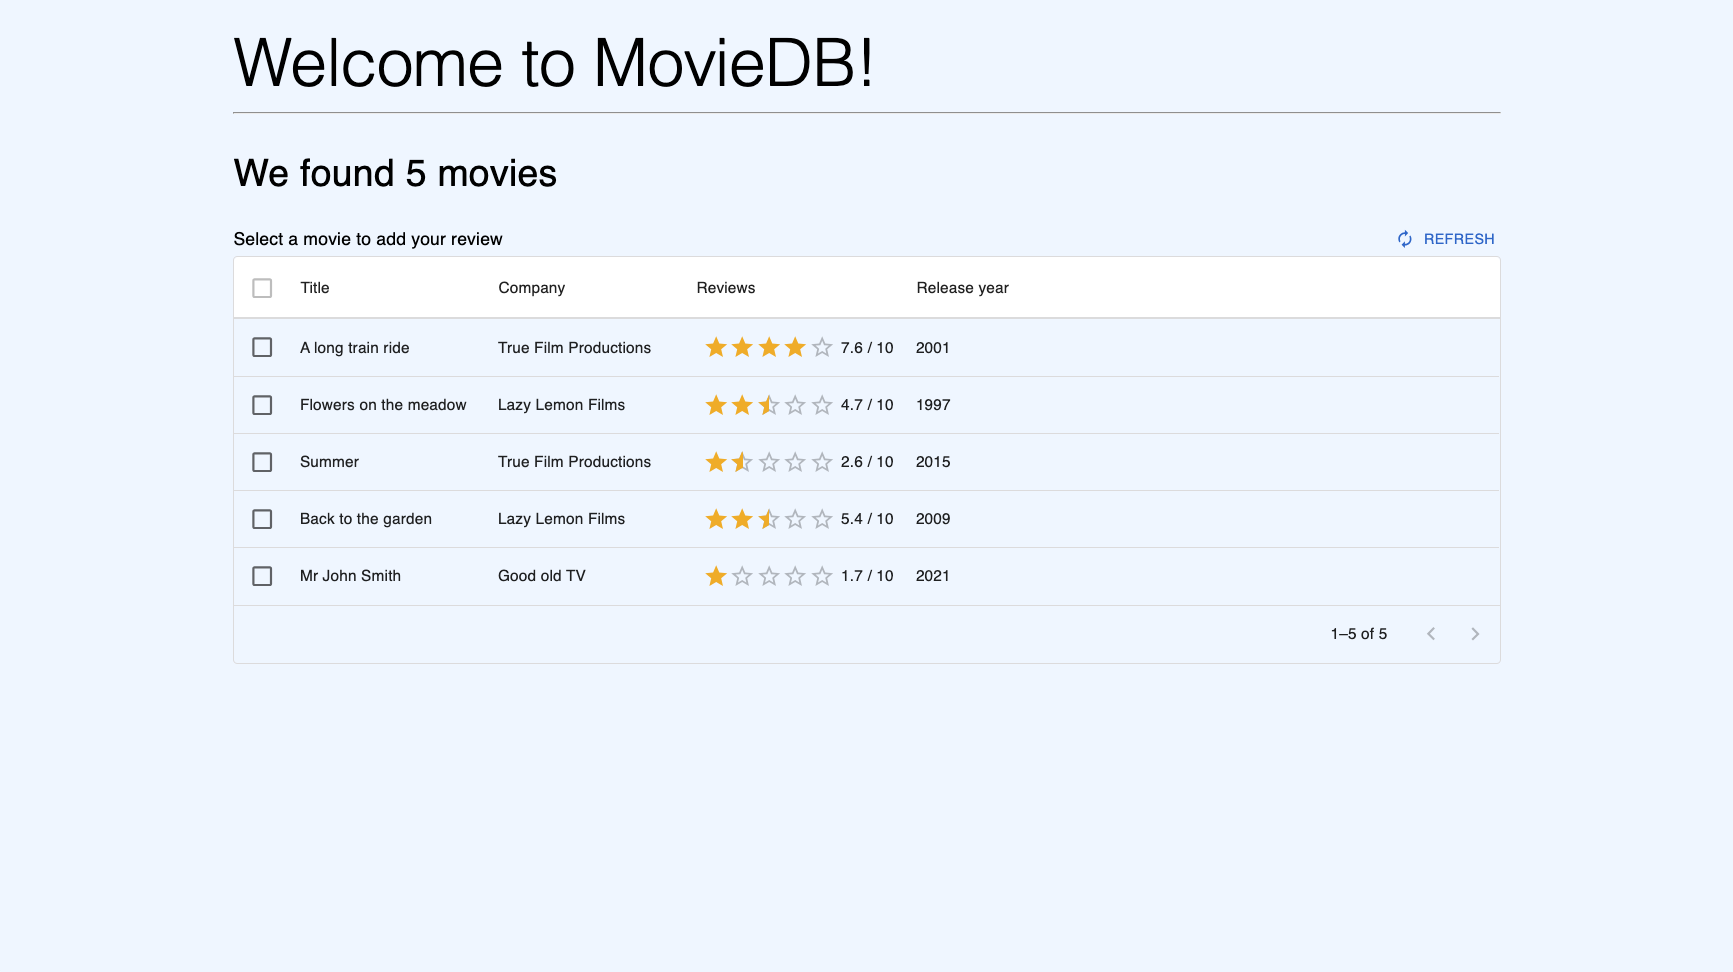 Welcome to MovieDB!
We found 5 movies
Select a movie to add your review REFRESH
Title Company Reviews Release year
A long train ride True Film Productions 7.6 / 10 2001
Flowers on the meadow Lazy Lemon Films 4.7 / 10 1997
Summer True Film Productions 2.6 / 10 2015
Back to the garden Lazy Lemon Films 5.4 / 10 2009
Mr John Smith Good old TV 1.7 / 10 2021
1–5 of 5